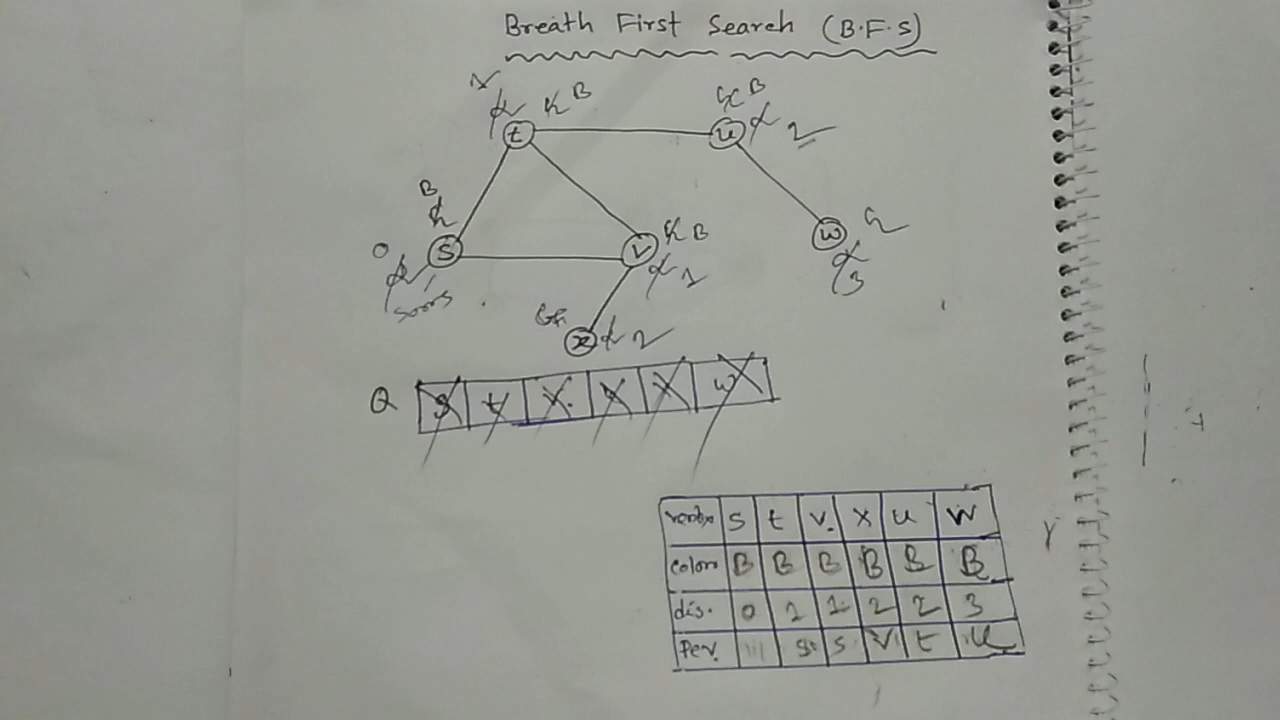 Breath First Search (B.F.S)
B
B
t
u
2
B
B
G
0
S
V
w
1
3
x
2
Q S t w
vertex S t v. x u w
color B B B B B B
dis. 0 1 1 2 2 3
Per. S S V t u